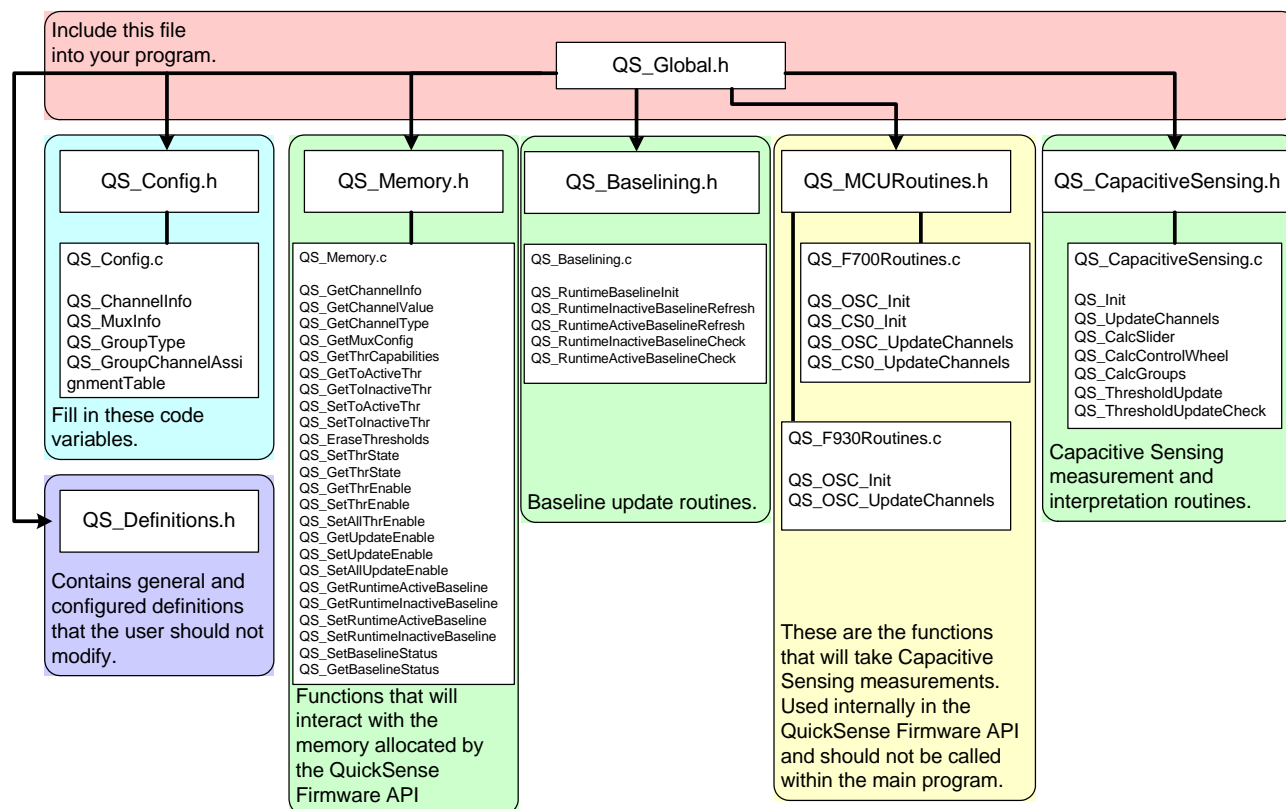 Include this file
into your program.
QS_Global.h
QS_Config.h
QS_Config.c
QS_ChannelInfo
QS_MuxInfo
QS_GroupType
QS_GroupChannelAssi
gnmentTable
Fill in these code
variables.
QS_Definitions.h
Contains general and
configured definitions
that the user should not
modify.
QS_Memory.h
QS_Memory.c
QS_GetChannelInfo
QS_GetChannelValue
QS_GetChannelType
QS_GetMuxConfig
QS_GetThrCapabilities
QS_GetToActiveThr
QS_GetToInactiveThr
QS_SetToActiveThr
QS_SetToInactiveThr
QS_EraseThresholds
QS_SetThrState
QS_GetThrState
QS_GetThrEnable
QS_SetThrEnable
QS_SetAllThrEnable
QS_GetUpdateEnable
QS_SetUpdateEnable
QS_SetAllUpdateEnable
QS_GetRuntimeActiveBaseline
QS_GetRuntimeInactiveBaseline
QS_SetRuntimeActiveBaseline
QS_SetRuntimeInactiveBaseline
QS_SetBaselineStatus
QS_GetBaselineStatus
Functions that will
interact with the
memory allocated by
the QuickSense
Firmware API
QS_Baselining.h
QS_Baselining.c
QS_RuntimeBaselineInit
QS_RuntimeInactiveBaselineRefresh
QS_RuntimeActiveBaselineRefresh
QS_RuntimeInactiveBaselineCheck
QS_RuntimeActiveBaselineCheck
Baseline update routines.
QS_MCURoutines.h
QS_F700Routines.c
QS_OSC_Init
QS_CS0_Init
QS_OSC_UpdateChannels
QS_CS0_UpdateChannels
QS_F930Routines.c
QS_OSC_Init
QS_OSC_UpdateChannels
These are the functions
that will take Capacitive
Sensing measurements.
Used internally in the
QuickSense Firmware API
and should not be called
within the main program.
QS_CapacitiveSensing.h
QS_CapacitiveSensing.c
QS_Init
QS_UpdateChannels
QS_CalcSlider
QS_CalcControlWheel
QS_CalcGroups
QS_ThresholdUpdate
QS_ThresholdUpdateCheck
Capacitive Sensing
measurement and
interpretation routines.